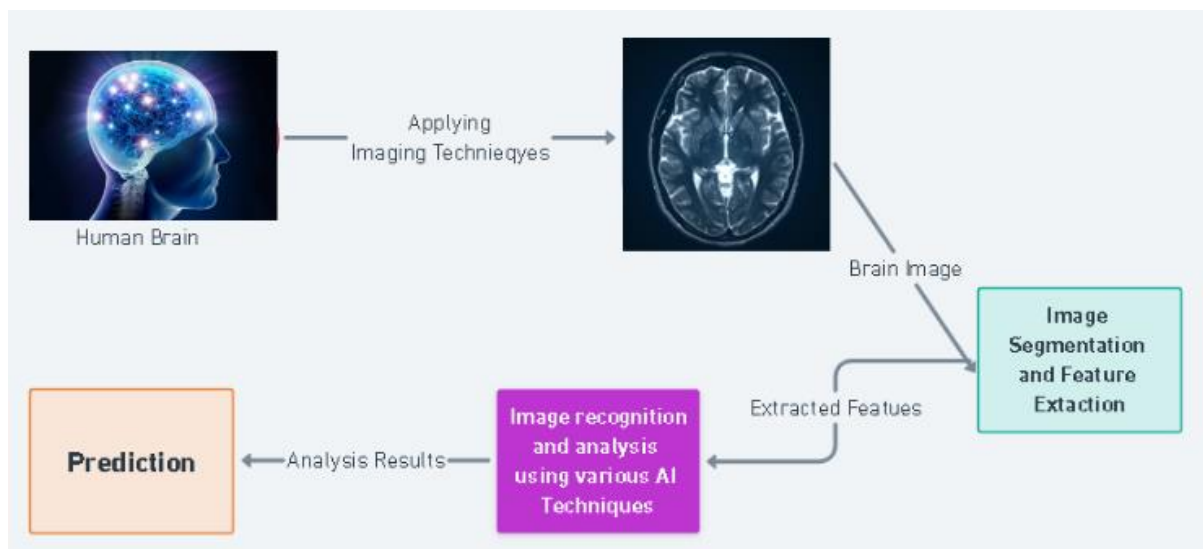 Applying
Imaging Technieqyes
Human Brain
Brain Image
Image
Segmentation
and Feature
Extaction
Extracted Featues
Image recognition
and analysis
using various AI
Techniques
Analysis Results
Prediction